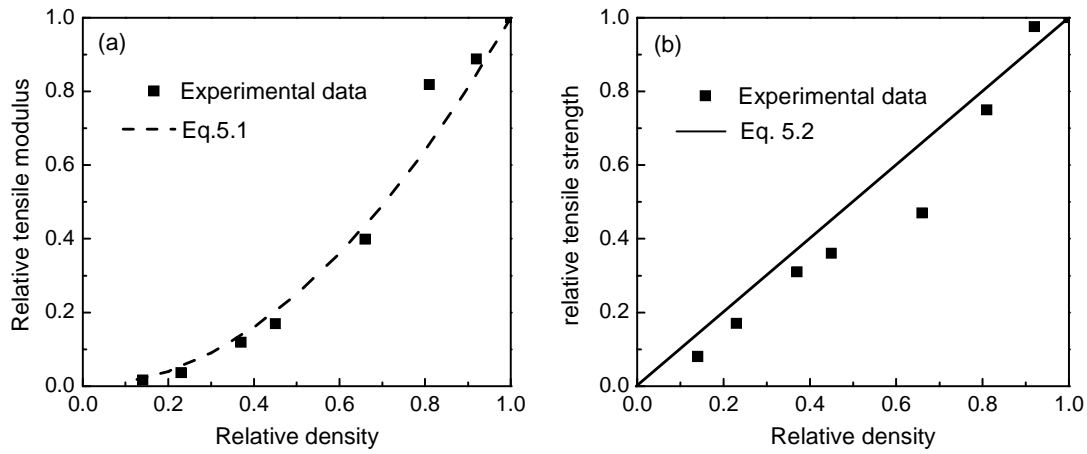 (a)
Experimental data
Eq.5.1
Relative tensile modulus
1.0
0.8
0.6
0.4
0.2
0.0
0.0 0.2 0.4 0.6 0.8 1.0
Relative density
(b)
Experimental data
Eq. 5.2
relative tensile strength
1.0
0.8
0.6
0.4
0.2
0.0
0.0 0.2 0.4 0.6 0.8 1.0
Relative density